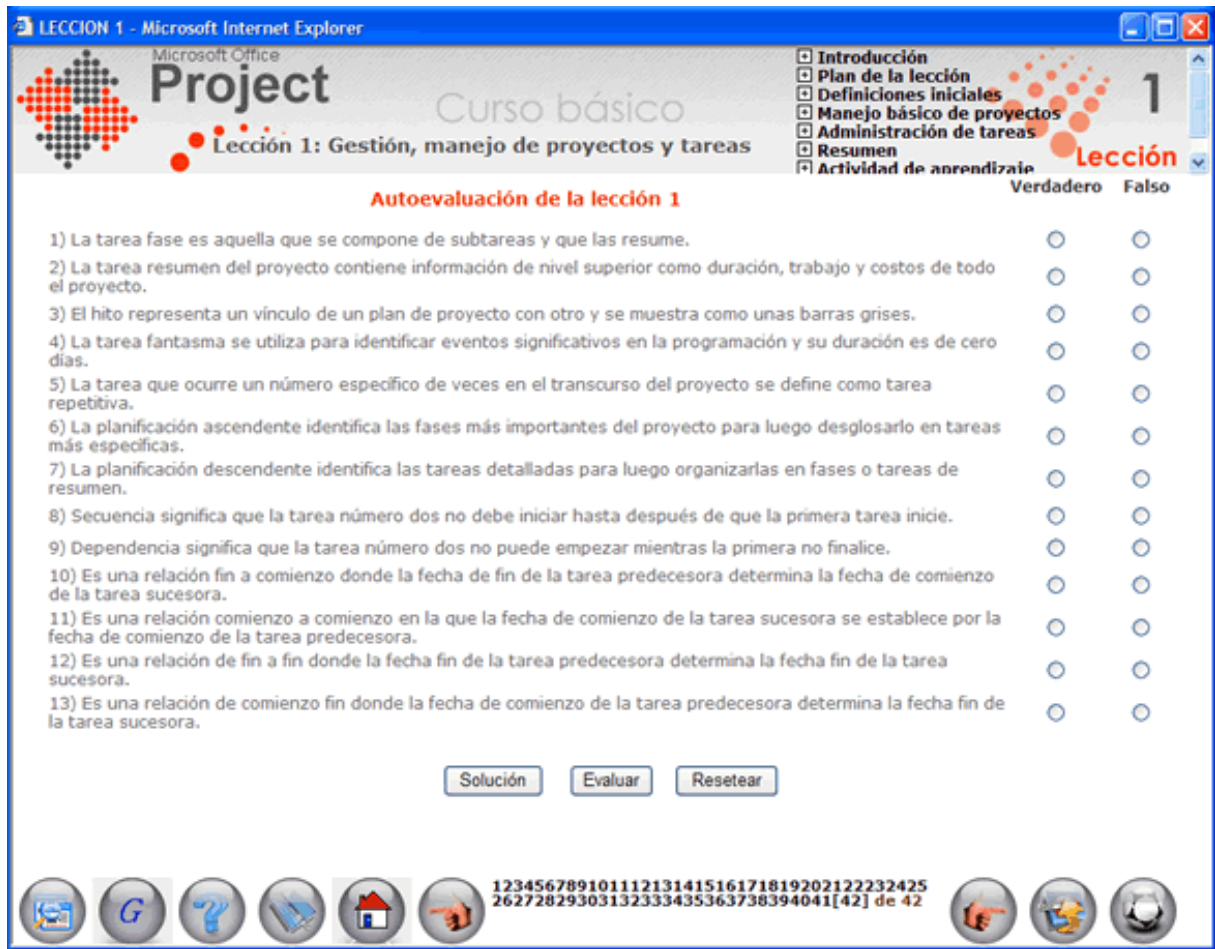 LECCION 1 - Microsoft Internet Explorer
Microsoft Office
Project
Curso básico
Lección 1: Gestión, manejo de proyectos y tareas
Introducción
Plan de la lección
Definiciones iniciales
Manejo básico de proyectos
Administración de tareas
Resumen
Actividad de aprendizaje
1
Lección
Verdadero Falso
Autoevaluación de la lección 1
1) La tarea fase es aquella que se compone de subtareas y que las resume.
2) La tarea resumen del proyecto contiene información de nivel superior como duración, trabajo y costos de todo
el proyecto.
3) El hito representa un vínculo de un plan de proyecto con otro y se muestra como unas barras grises.
4) La tarea fantasma se utiliza para identificar eventos significativos en la programación y su duración es de cero
días.
5) La tarea que ocurre un número específico de veces en el transcurso del proyecto se define como tarea
repetitiva.
6) La planificación ascendente identifica las fases más importantes del proyecto para luego desglosarlo en tareas
más específicas.
7) La planificación descendente identifica las tareas detalladas para luego organizarlas en fases o tareas de
resumen.
8) Secuencia significa que la tarea número dos no debe iniciar hasta después de que la primera tarea inicie.
9) Dependencia significa que la tarea número dos no puede empezar mientras la primera no finalice.
10) Es una relación fin a comienzo donde la fecha de fin de la tarea predecesora determina la fecha de comienzo
de la tarea sucesora.
11) Es una relación comienzo a comienzo en la que la fecha de comienzo de la tarea sucesora se establece por la
fecha de comienzo de la tarea predecesora.
12) Es una relación de fin a fin donde la fecha fin de la tarea predecesora determina la fecha fin de la tarea
sucesora.
13) Es una relación de comienzo fin donde la fecha de comienzo de la tarea predecesora determina la fecha fin de
la tarea sucesora.
Solución Evaluar Resetear
G
12345678910111213141516171819202122232425
26272829303132333435363738394041[42] de 42